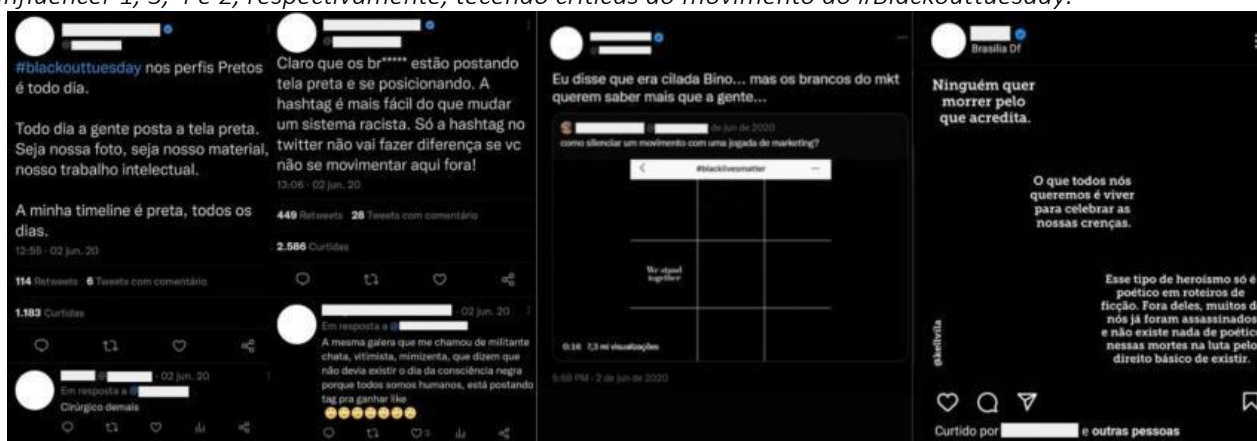 Influencer 1, 3, 4 e 2, respectivamente, tecendo críticas ao movimento do #Blackouttuesday.
#blackouttuesday nos perfis Pretos
é todo dia.
Todo dia a gente posta a tela preta.
Seja nossa foto, seja nosso material,
nosso trabalho intelectual.
A minha timeline é preta, todos os
dias.
12:55 - 02 jun. 20
114 Retweets 6 Tweets com comentário
1.183 Curtidas
- 02 jun. 20
Em resposta a @
Cirúrgico demais
Claro que os br***** estão postando
tela preta e se posicionando. A
hashtag é mais fácil do que mudar
um sistema racista. Só a hashtag no
twitter não vai fazer diferença se vc
não se movimentar aqui fora!
13:06 - 02 jun. 20
449 Retweets 28 Tweets com comentário
2.586 Curtidas
- 02 jun. 20
Em resposta a @
A mesma galera que me chamou de militante
chata, vitimista, mimizenta, que dizem que
não devia existir o dia da consciência negra
porque todos somos humanos, está postando
tag pra ganhar like
3
Eu disse que era cilada Bino... mas os brancos do mkt
querem saber mais que a gente...
de jun de 2020
como silenciar um movimento com uma jogada de marketing?
#blacklivesmatter
We stand
together
0:16 7,3 mi visualizações
PM - 2 de jun de 2020
Brasilia Df
Ninguém quer
morrer pelo
que acredita.
O que todos nós
queremos é viver
para celebrar as
nossas crenças.
Esse tipo de heroísmo só é
poético em roteiros de
ficção. Fora deles, muitos d
nós já foram assassinados
e não existe nada de poétic
nessas mortes na luta pelo
direito básico de existir.
@kellvila
Curtido por e outras pessoas